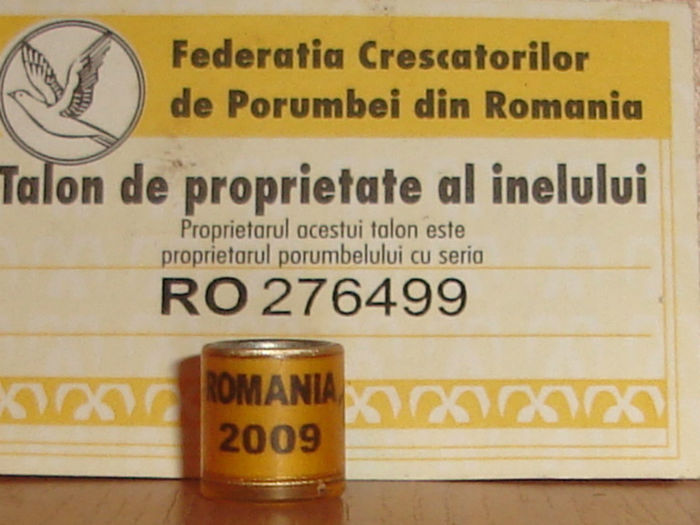 Federatia Crescatorilor
de Porumbei din Romania
Talon de proprietate al inelului
Proprietarul acestui talon este
proprietarul porumbelului cu seria
RO 276499
ROMANIA
2009